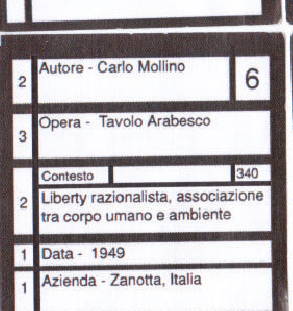 2 Autore - Carlo Mollino 6
3 Opera - Tavolo Arabesco
Contesto 340
2 Liberty razionalista, associazione
tra corpo umano e ambiente
1 Data - 1949
1 Azienda - Zanotta, Italia